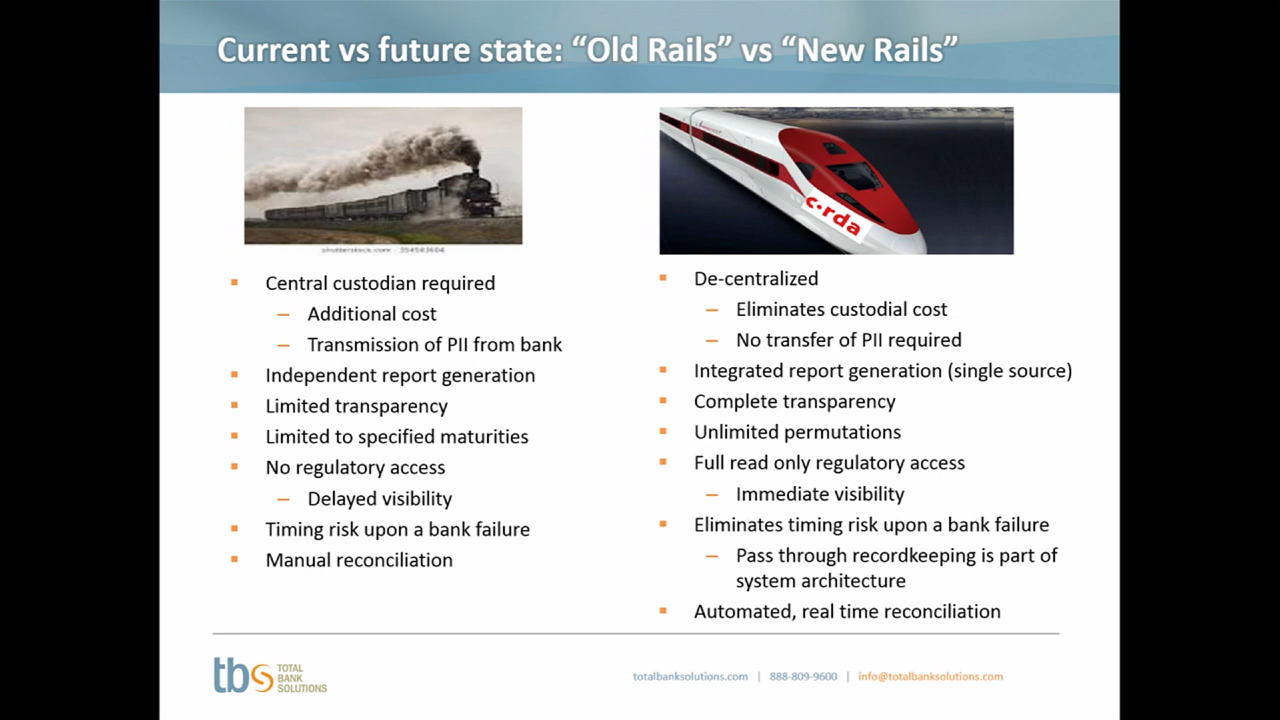 Current vs future state: “Old Rails” vs “New Rails”
shutterstock.com · 354583604
Central custodian required
– Additional cost
– Transmission of PII from bank
Independent report generation
Limited transparency
Limited to specified maturities
No regulatory access
– Delayed visibility
Timing risk upon a bank failure
Manual reconciliation
c·rda
De-centralized
– Eliminates custodial cost
– No transfer of PII required
Integrated report generation (single source)
Complete transparency
Unlimited permutations
Full read only regulatory access
– Immediate visibility
Eliminates timing risk upon a bank failure
– Pass through recordkeeping is part of
system architecture
Automated, real time reconciliation
tbs TOTAL
BANK
SOLUTIONS
totalbanksolutions.com | 888-809-9600 | info@totalbanksolutions.com